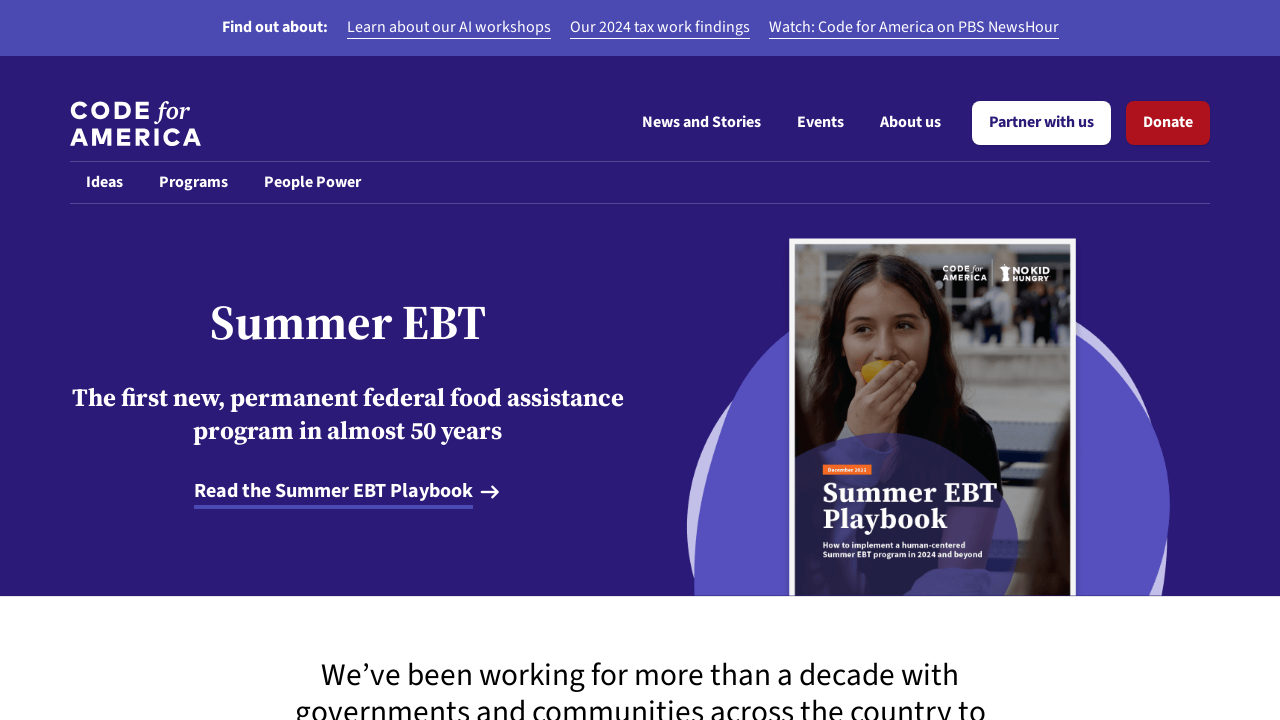 Find out about: Learn about our AI workshops Our 2024 tax work findings Watch: Code for America on PBS NewsHour
CODE for
AMERICA
News and Stories Events About us Partner with us Donate
Ideas Programs People Power
Summer EBT
The first new, permanent federal food assistance
program in almost 50 years
Read the Summer EBT Playbook →
CODE for
AMERICA
NO KID
HUNGRY
December 2023
Summer EBT
Playbook
How to implement a human-centered
Summer EBT program in 2024 and beyond
We’ve been working for more than a decade with
governments and communities across the country to